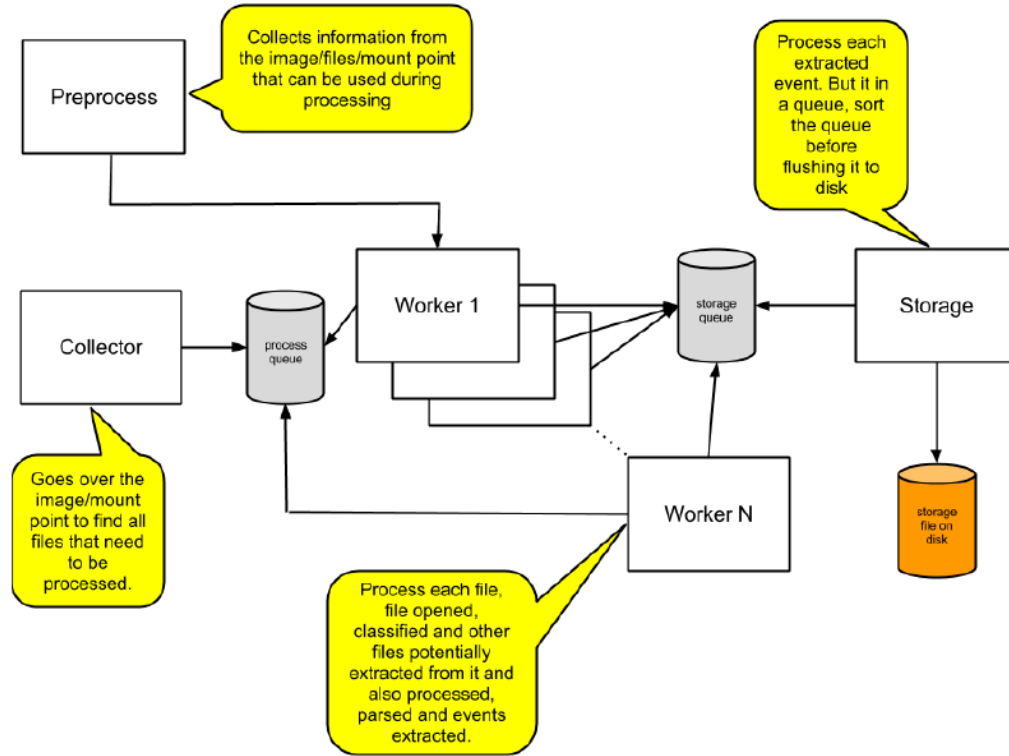 Preprocess
Collects information from
the image/files/mount point
that can be used during
processing
Process each
extracted
event. But it in
a queue, sort
the queue
before
flushing it to
disk
Collector
process
queue
Worker 1
storage
queue
Storage
Goes over the
image/mount
point to find all
files that need
to be
processed.
Worker N
storage
file on
disk
Process each file,
file opened,
classified and other
files potentially
extracted from it and
also processed,
parsed and events
extracted.